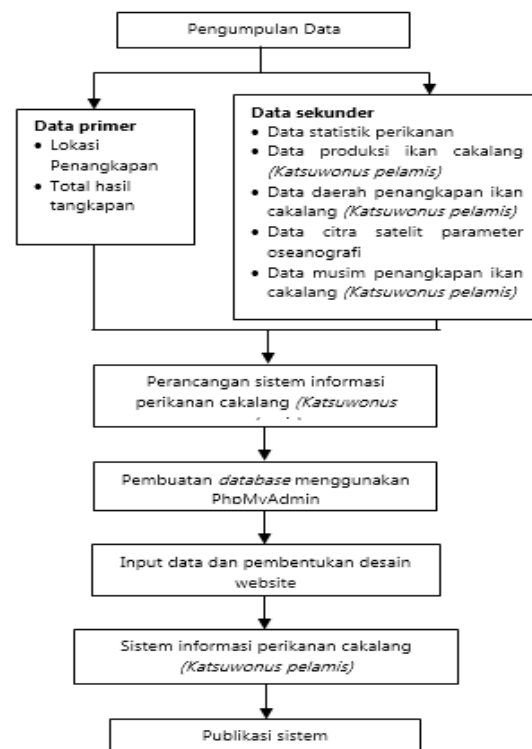 Pengumpulan Data
Data primer
• Lokasi
Penangkapan
• Total hasil
tangkapan
Data sekunder
• Data statistik perikanan
• Data produksi ikan cakalang
(Katsuwonus pelamis)
• Data daerah penangkapan ikan
cakalang (Katsuwonus pelamis)
• Data citra satelit parameter
oseanografi
• Data musim penangkapan ikan
cakalang (Katsuwonus pelamis)
Perancangan sistem informasi
perikanan cakalang (Katsuwonus
Pembuatan database menggunakan
PhpMyAdmin
Input data dan pembentukan desain
website
Sistem informasi perikanan cakalang
(Katsuwonus pelamis)
Publikasi sistem